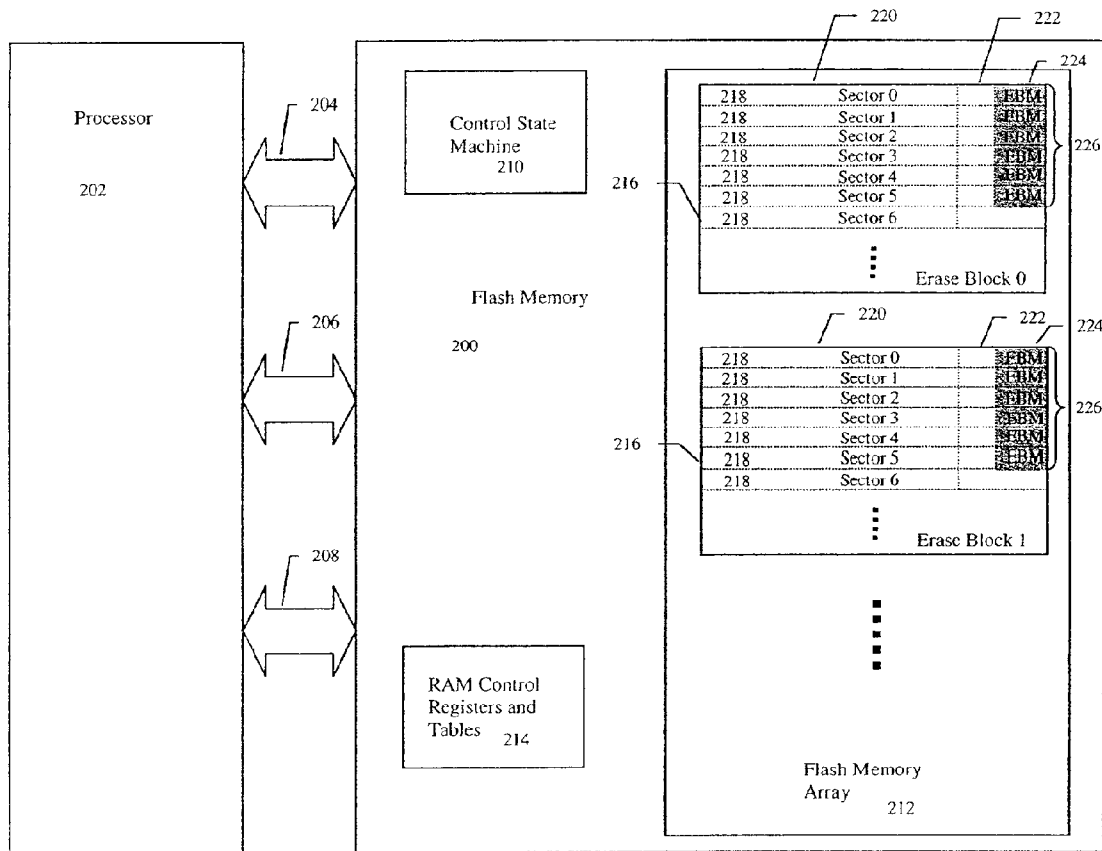 220
222
224
218 Sector 0 EBM
218 Sector 1 EBM
218 Sector 2 EBM
218 Sector 3 EBM
218 Sector 4 EBM
218 Sector 5 EBM
218 Sector 6
226
216
Erase Block 0
Processor
202
204
Control State
Machine
210
Flash Memory
200
206
220
222
224
218 Sector 0 EBM
218 Sector 1 EBM
218 Sector 2 EBM
218 Sector 3 EBM
218 Sector 4 EBM
218 Sector 5 EBM
218 Sector 6
226
216
Erase Block 1
208
RAM Control
Registers and
Tables
214
Flash Memory
Array
212